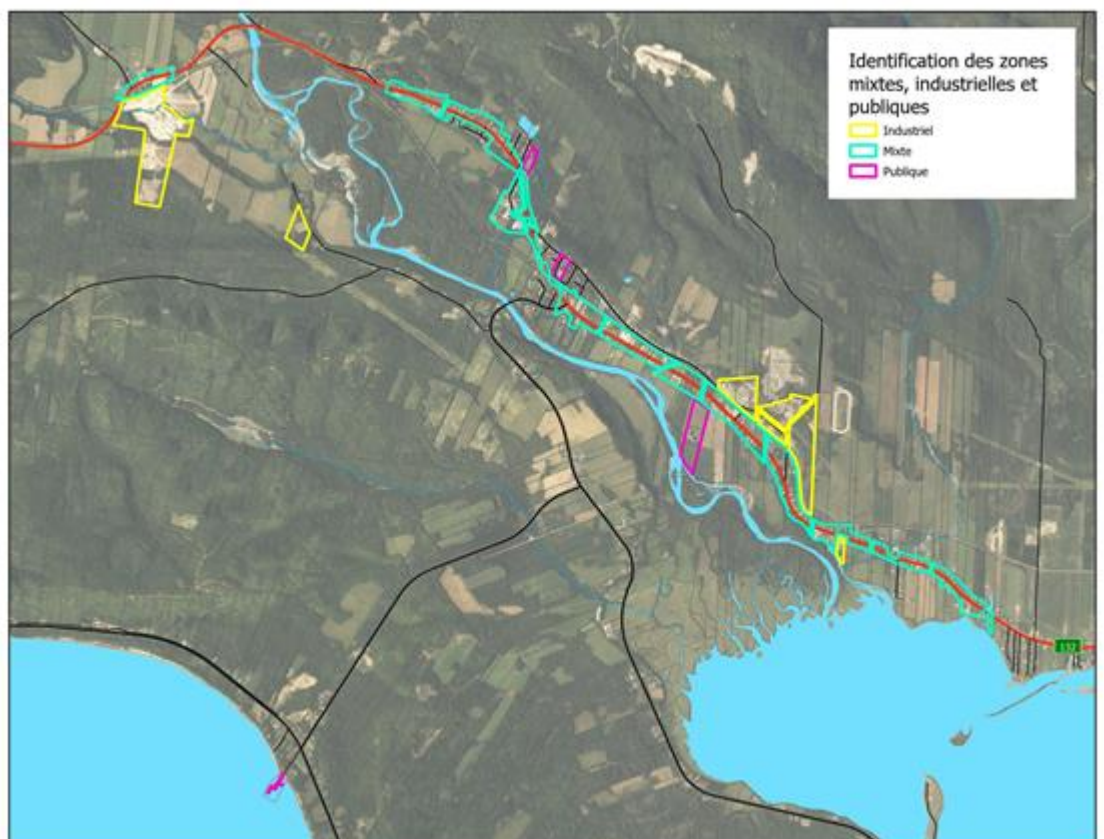 Identification des zones
mixtes, industrielles et
publiques
Industriel
Mixte
Publique
132